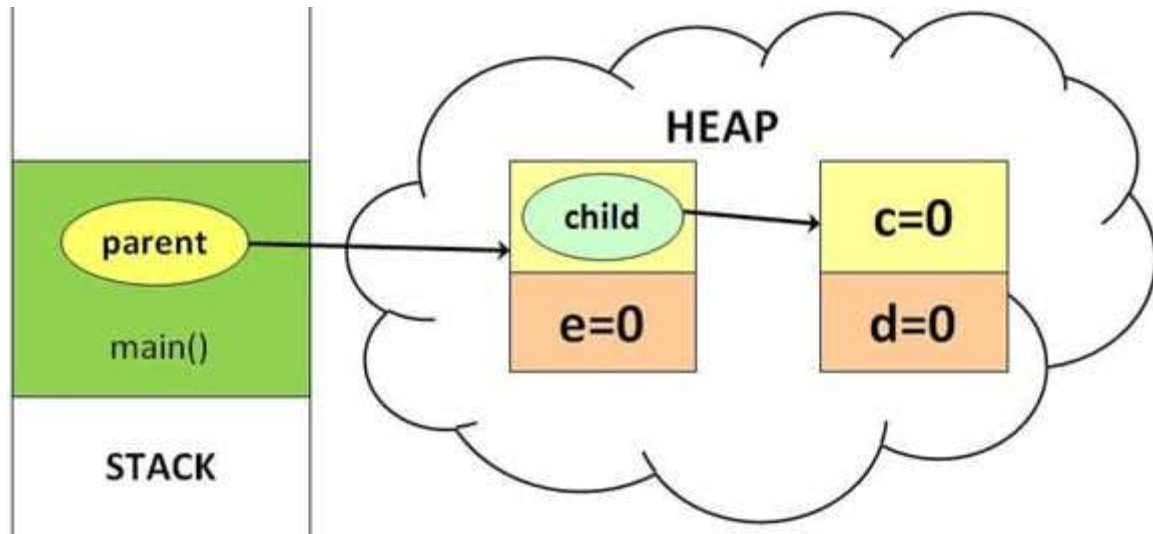 HEAP
parent
child
c=0
main()
e=0
d=0
STACK